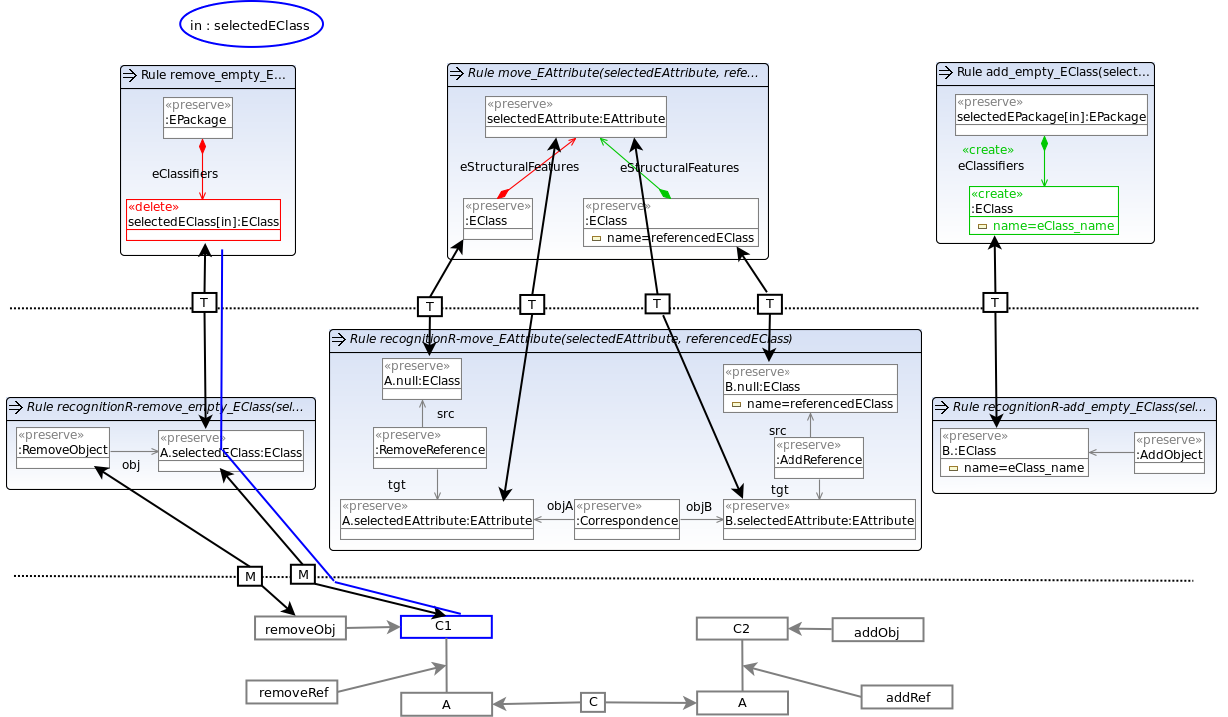 in : selectedEClass
Rule remove_empty_E...
«preserve»
:EPackage
eClassifiers
«delete»
selectedEClass[in]:EClass
Rule move_EAttribute(selectedEAttribute, refe...
«preserve»
selectedEAttribute:EAttribute
eStructuralFeatures
eStructuralFeatures
«preserve»
:EClass
«preserve»
:EClass
name=referencedEClass
Rule add_empty_EClass(select...
«preserve»
selectedEPackage[in]:EPackage
«create»
eClassifiers
«create»
:EClass
name=eClass_name
T
T
T
T
T
T
Rule recognitionR-remove_empty_EClass(sel...
«preserve»
:RemoveObject
obj
«preserve»
A.selectedEClass:EClass
Rule recognitionR-move_EAttribute(selectedEAttribute, referencedEClass)
«preserve»
A.null:EClass
src
«preserve»
:RemoveReference
tgt
«preserve»
A.selectedEAttribute:EAttribute
objA
«preserve»
:Correspondence
objB
«preserve»
B.null:EClass
name=referencedEClass
src
«preserve»
:AddReference
tgt
«preserve»
B.selectedEAttribute:EAttribute
Rule recognitionR-add_empty_EClass(sel...
«preserve»
B.:EClass
name=eClass_name
«preserve»
:AddObject
M
M
removeObj
C1
C2
addObj
removeRef
A
C
A
addRef